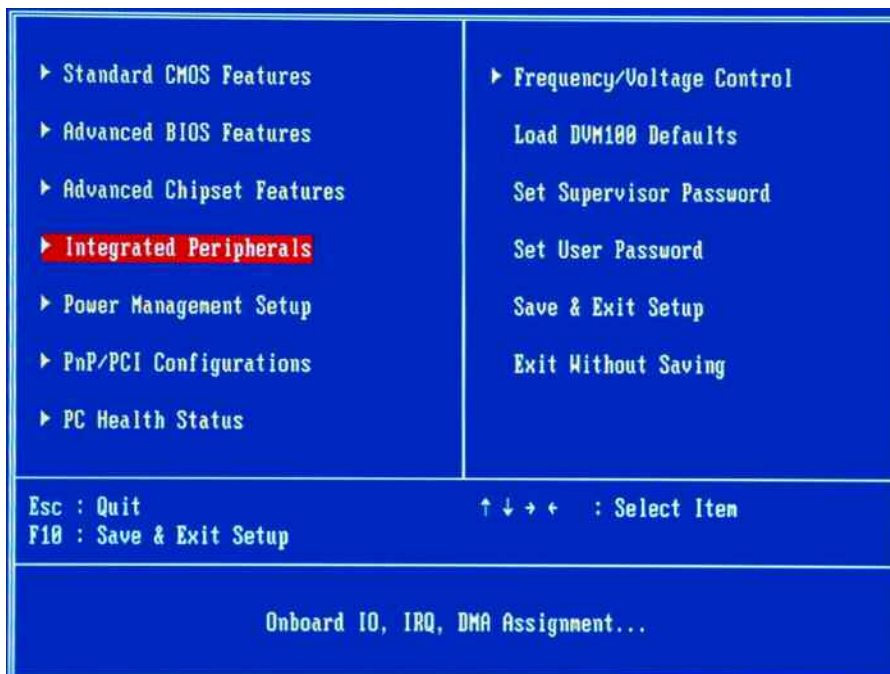 Standard CMOS Features
Advanced BIOS Features
Advanced Chipset Features
Integrated Peripherals
Power Management Setup
PnP/PCI Configurations
PC Health Status
Frequency/Voltage Control
Load DVM100 Defaults
Set Supervisor Password
Set User Password
Save & Exit Setup
Exit Without Saving
Esc : Quit
F10 : Save & Exit Setup
↑ ↓ → ← : Select Item
Onboard IO, IRQ, DMA Assignment...